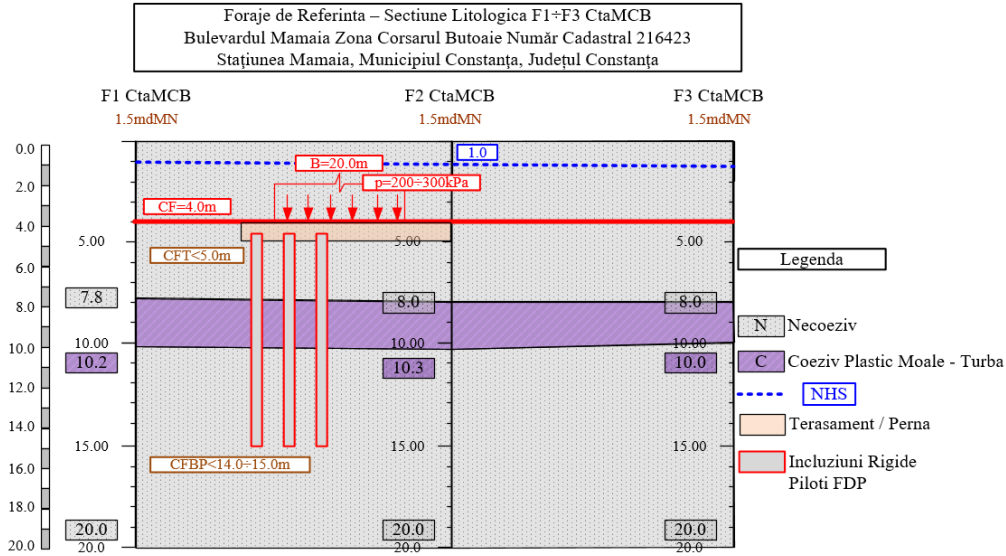 Foraje de Referinta – Sectiune Litologica F1÷F3 CtaMCB
Bulevardul Mamaia Zona Corsarul Butoaie Număr Cadastral 216423
Staţiunea Mamaia, Municipiul Constanţa, Județul Constanţa
F1 CtaMCB
F2 CtaMCB
F3 CtaMCB
1.5mdMN
1.5mdMN
1.5mdMN
0.0
1.0
B=20.0m
2.0
p=200÷300kPa
CF=4.0m
4.0
5.00
5.00
5.00
CFT<5.0m
Legenda
6.0
7.8
8.0
8.0
8.0
N Necoeziv
10.00
10.00
10.00
10.0
10.2
10.3
10.0
C Coeziv Plastic Moale - Turba
12.0
NHS
14.0
Terasament / Perna
15.00
15.00
15.00
CFBP<14.0÷15.0m
16.0
Incluziuni Rigide
Piloti FDP
18.0
20.0
20.0
20.0
20.0
20.0
20.0
20.0